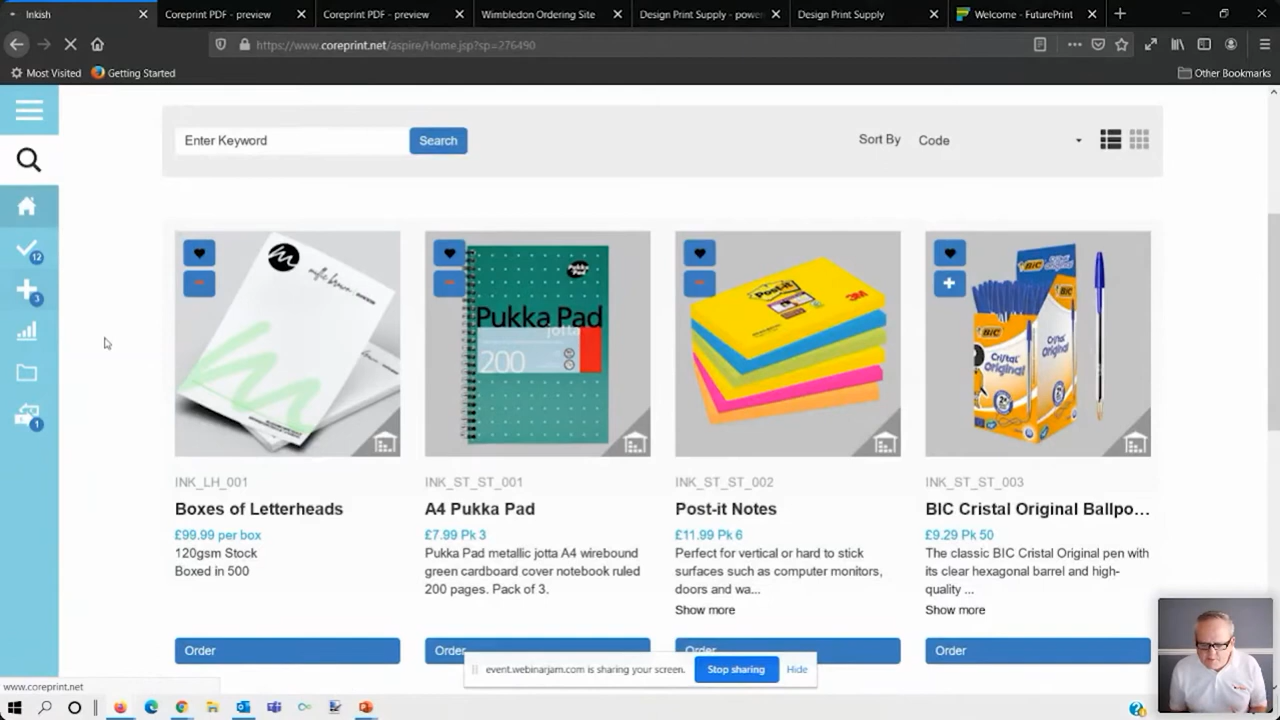 Inkish
Coreprint PDF - preview
Coreprint PDF - preview
Wimbledon Ordering Site
Design Print Supply - pow
Design Print Supply
Welcome - FuturePrint
https://www.coreprint.net/aspire/Home.jsp?sp=276490
Most Visited
Getting Started
Other Bookmarks
Enter Keyword
Search
Sort By
Code
12
3
1
Pukka Pad
jotta
200
Post-it
3M
BIC
BIC
Cristal
Original
Cristal
Original
INK_LH_001
INK_ST_ST_001
INK_ST_ST_002
INK_ST_ST_003
Boxes of Letterheads
A4 Pukka Pad
Post-it Notes
BIC Cristal Original Ballpo...
£99.99 per box
£7.99 Pk 3
£11.99 Pk 6
£9.29 Pk 50
120gsm Stock
Boxed in 500
Pukka Pad metallic jotta A4 wirebound
green cardboard cover notebook ruled
200 pages. Pack of 3.
Perfect for vertical or hard to stick
surfaces such as computer monitors,
doors and wa...
Show more
The classic BIC Cristal Original pen with
its clear hexagonal barrel and high-
quality ...
Show more
Order
Order
Order
Order
event.webinarjam.com is sharing your screen.
Stop sharing
Hide
www.coreprint.net